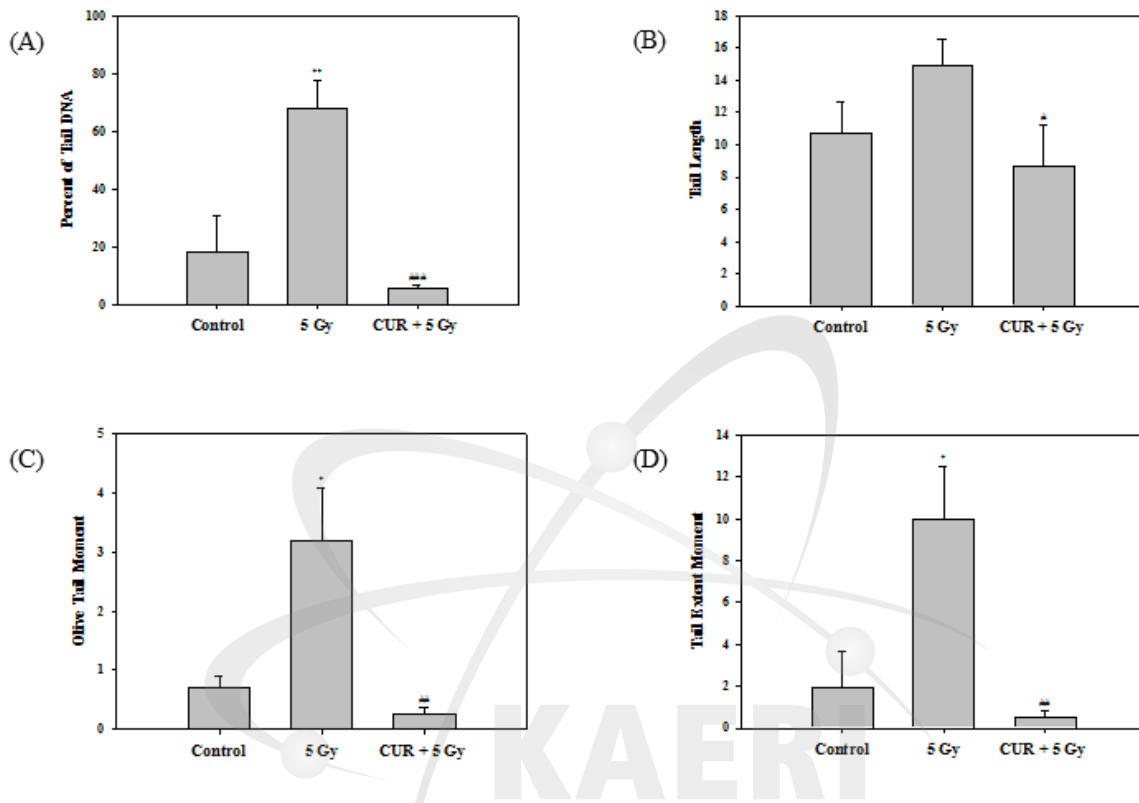 (A)
Percent of Tail DNA
100
80
60
40
20
0
**
###
Control 5 Gy CUR + 5 Gy
(B)
Tail Length
18
16
14
12
10
8
6
4
2
0
#
Control 5 Gy CUR + 5 Gy
(C)
Olive Tail Moment
5
4
3
2
1
0
*
##
Control 5 Gy CUR + 5 Gy
(D)
Tail Extent Moment
14
12
10
8
6
4
2
0
*
##
Control 5 Gy CUR + 5 Gy
KAERI